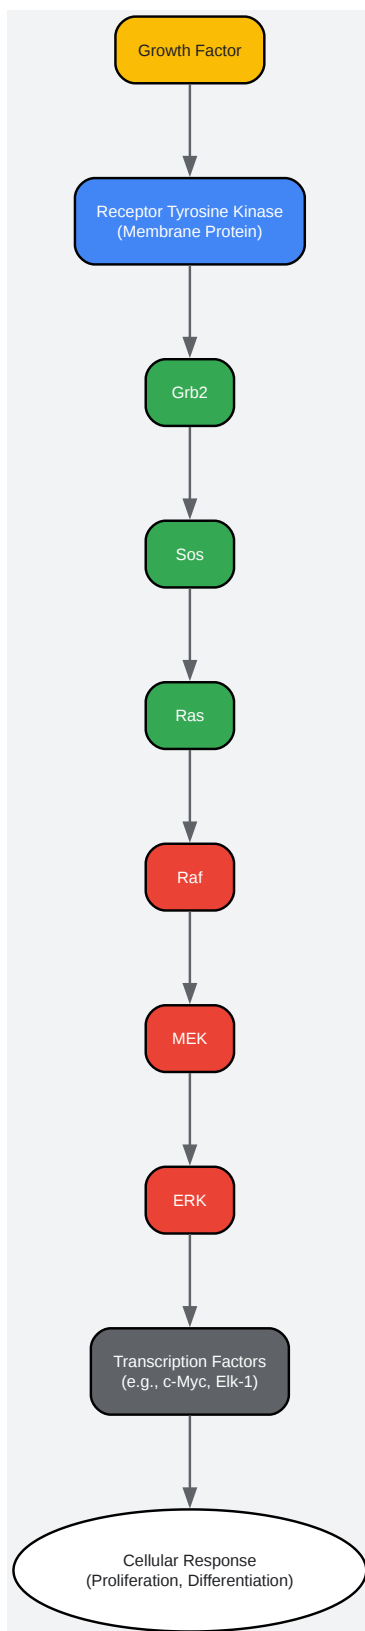 Growth Factor
Receptor Tyrosine Kinase
(Membrane Protein)
Grb2
Sos
Ras
Raf
MEK
ERK
Transcription Factors
(e.g., c-Myc, Elk-1)
Cellular Response
(Proliferation, Differentiation)